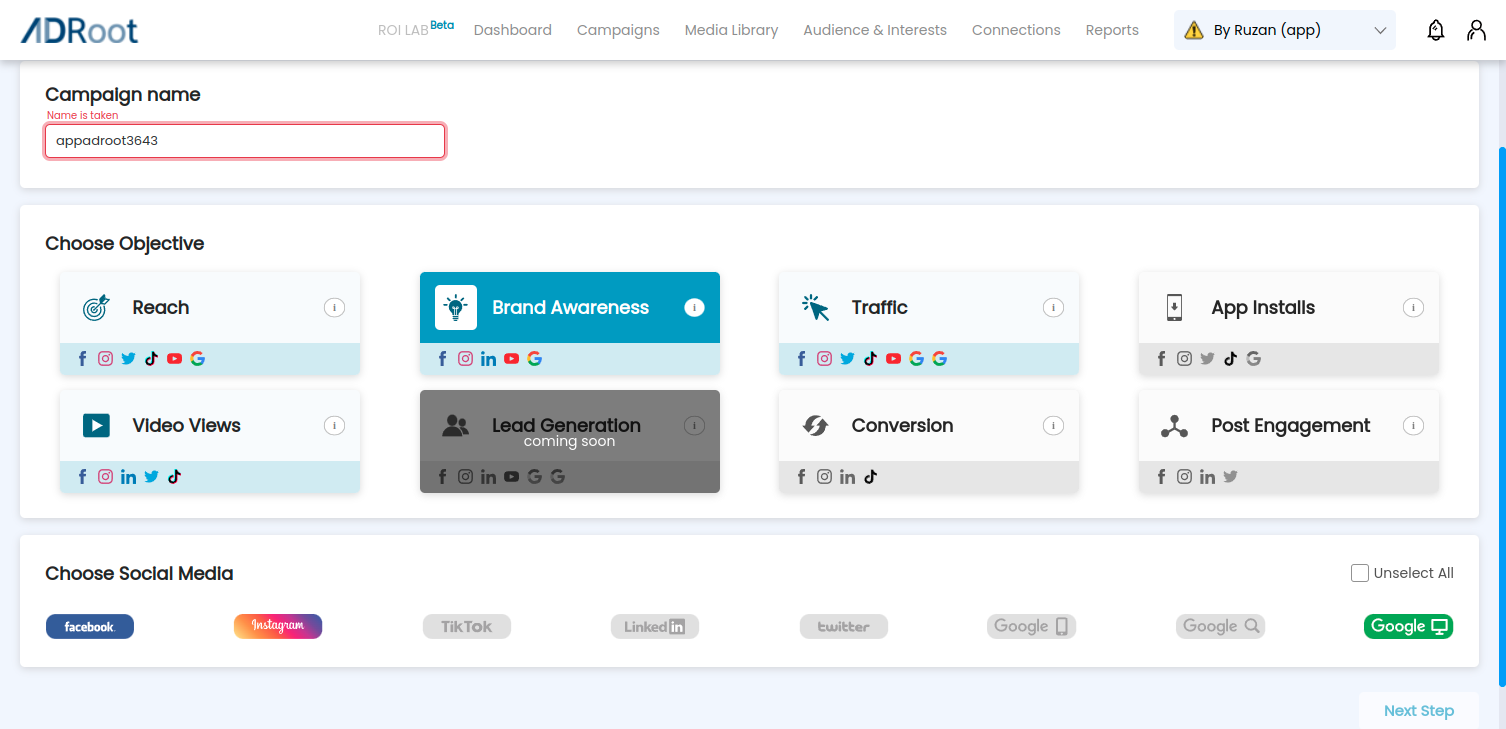 ADRoot
ROI LAB Beta Dashboard Campaigns Media Library Audience & Interests Connections Reports By Ruzan (app)
Campaign name
Name is taken
appadroot3643
Choose Objective
Reach i Brand Awareness i Traffic i App Installs i
Video Views i Lead Generation i Conversion i Post Engagement i
coming soon
Choose Social Media
Unselect All
facebook. Instagram TikTok Linkedin twitter Google Google Google
Next Step